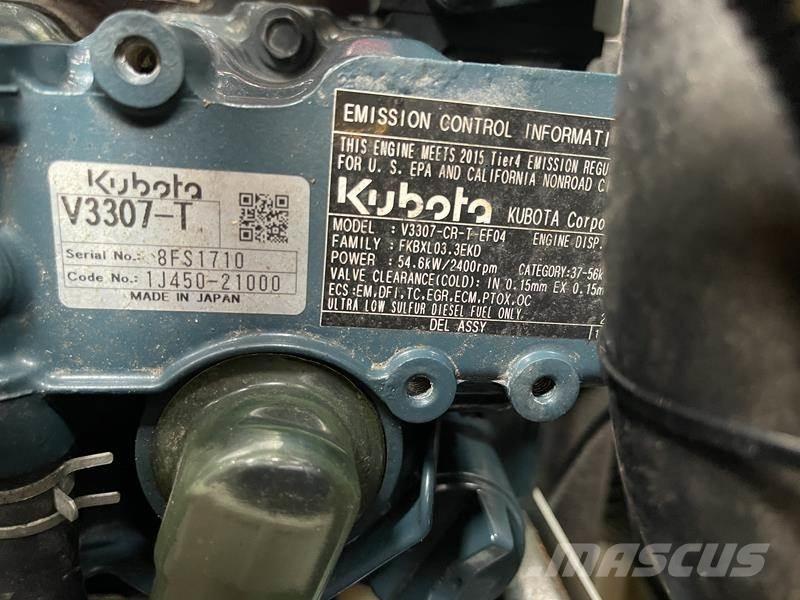 Kubota
V3307-T
Serial No.: 8FS1710
Code No.: 1J450-21000
MADE IN JAPAN
EMISSION CONTROL INFORMATI
THIS ENGINE MEETS 2015 Tier4 EMISSION REGU
FOR U. S. EPA AND CALIFORNIA NONROAD C
Kubota KUBOTA Corpo
MODEL : V3307-CR-T-EF04 ENGINE DISP.
FAMILY : FKBXL03.3EKD
POWER : 54.6kW/2400rpm CATEGORY:37-56k
VALVE CLEARANCE(COLD): IN 0.15mm EX 0.15m
ECS:EM,DFI,TC,EGR,ECM,PTOX,OC
ULTRA LOW SULFUR DIESEL FUEL ONLY.
DEL ASSY
MASCUS